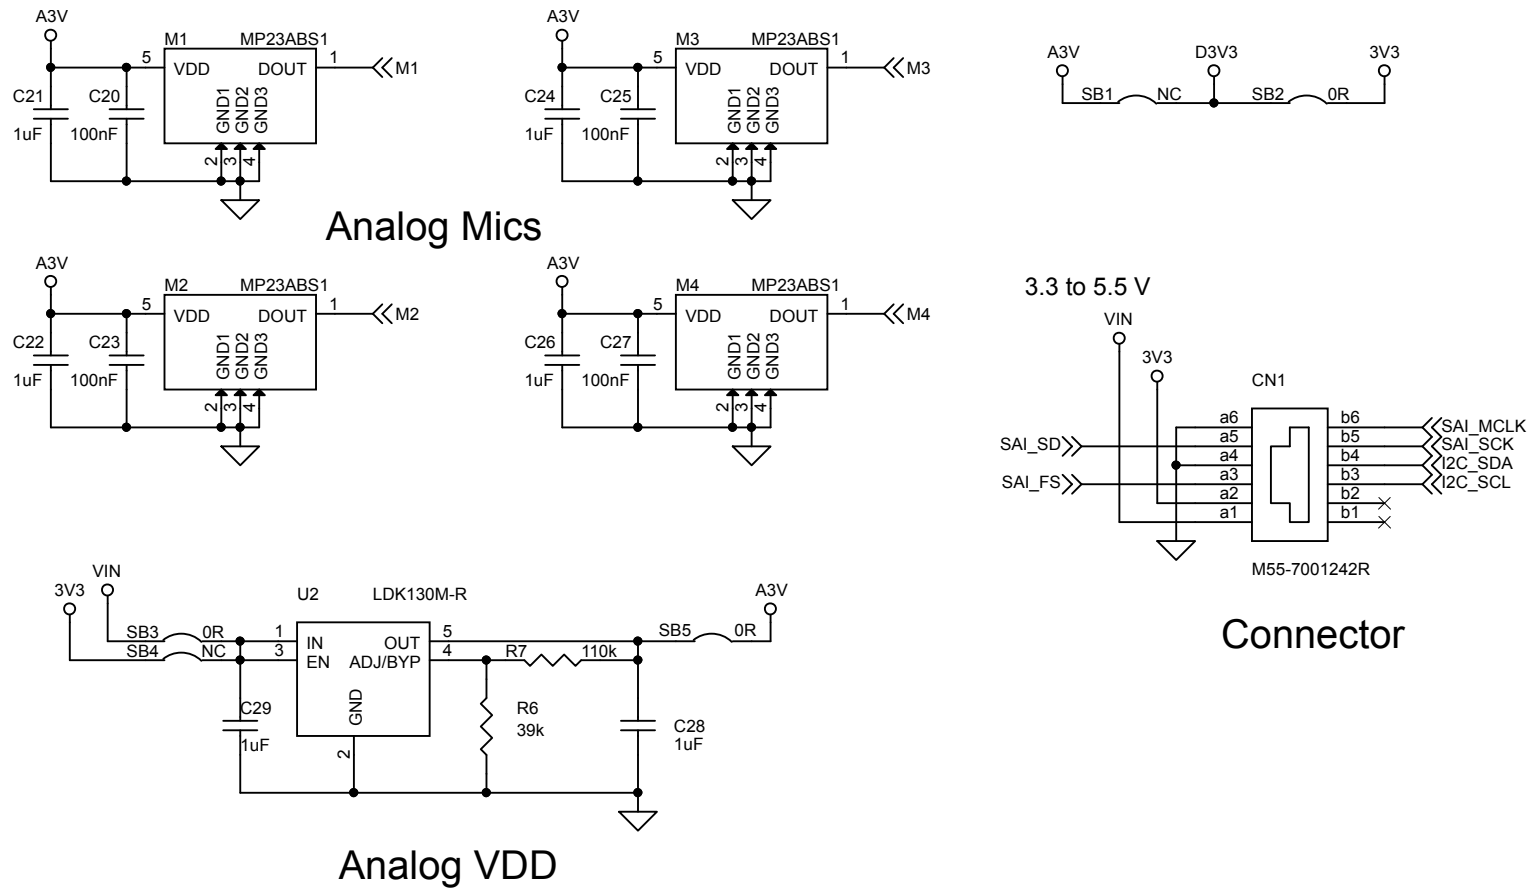 A3V
M1 MP23ABS1
5 VDD DOUT 1 M1
C21 C20
1uF 100nF
GND1 GND2 GND3
2 3 4
A3V
M3 MP23ABS1
5 VDD DOUT 1 M3
C24 C25
1uF 100nF
GND1 GND2 GND3
2 3 4
A3V D3V3 3V3
SB1 NC SB2 0R
Analog Mics
A3V
M2 MP23ABS1
5 VDD DOUT 1 M2
C22 C23
1uF 100nF
GND1 GND2 GND3
2 3 4
A3V
M4 MP23ABS1
5 VDD DOUT 1 M4
C26 C27
1uF 100nF
GND1 GND2 GND3
2 3 4
3.3 to 5.5 V
VIN
3V3
CN1
a6 b6 SAI_MCLK
SAI_SD a5 b5 SAI_SCK
a4 b4 I2C_SDA
SAI_FS a3 b3 I2C_SCL
a2 b2
a1 b1
M55-7001242R
Connector
VIN
3V3
U2 LDK130M-R
A3V
SB3 0R 1 IN OUT 5 SB5 0R
SB4 NC 3 EN ADJ/BYP 4 R7 110k
GND
2
C29
1uF
R6
39k
C28
1uF
Analog VDD